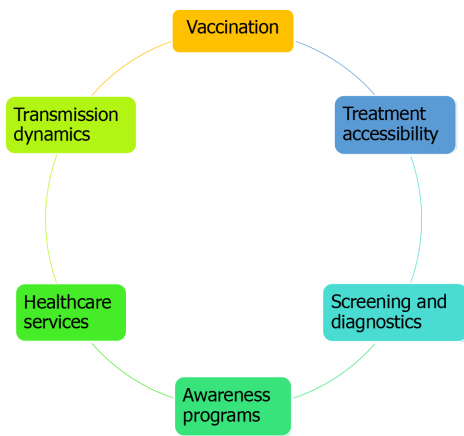 Vaccination
Treatment
accessibility
Screening and
diagnostics
Awareness
programs
Healthcare
services
Transmission
dynamics